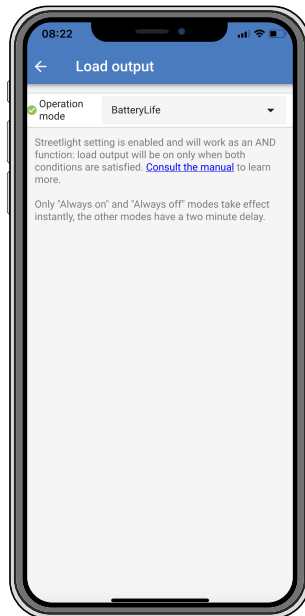 08:22
Load output
Operation
mode
BatteryLife
Streetlight setting is enabled and will work as an AND
function: load output will be on only when both
conditions are satisfied. Consult the manual to learn
more.
Only "Always on" and "Always off" modes take effect
instantly, the other modes have a two minute delay.